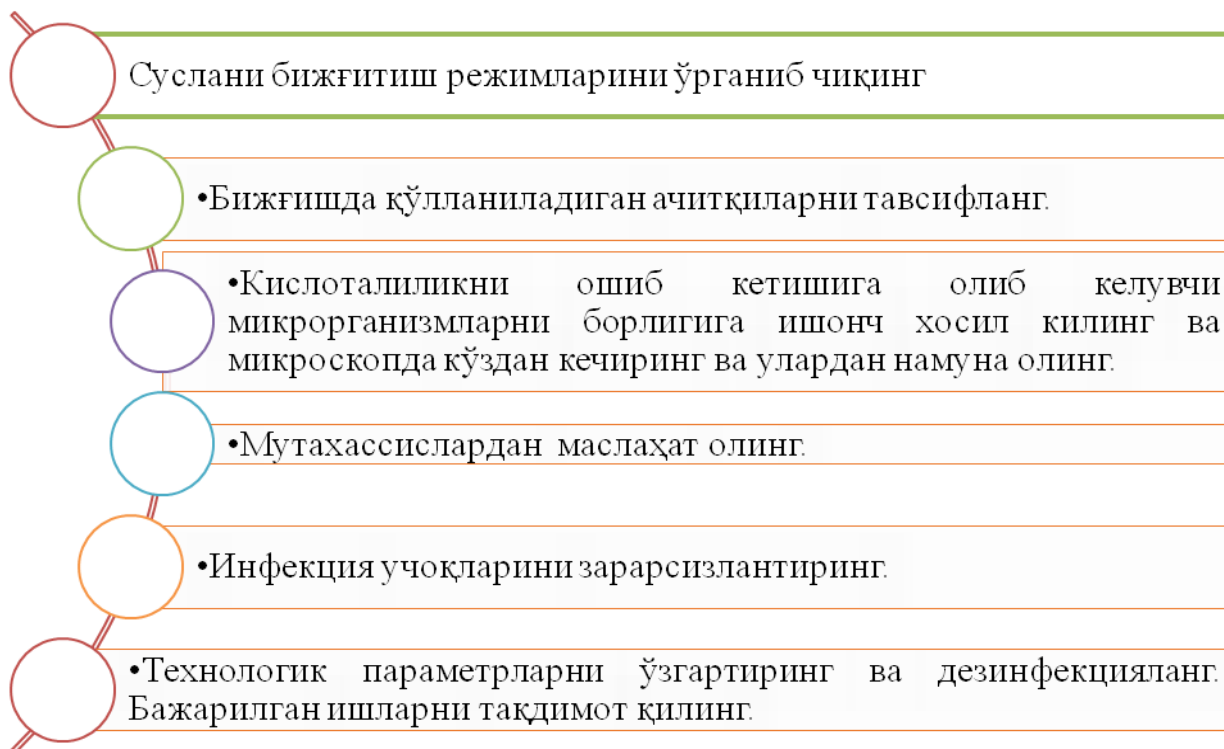 Суслани бижғитиш режимларини ўрганиб чиқинг
•Бижғишда қўлланиладиган ачитқиларни тавсифланг.
•Кислоталиликни ошиб кетишига олиб келувчи
микрорганизмларни борлигига ишонч хосил килинг ва
микроскопда кўздан кечиринг ва улардан намуна олинг.
•Мутахассислардан маслаҳат олинг.
•Инфекция учоқларини зарарсизлантиринг.
•Технологик параметрларни ўзгартиринг ва дезинфекцияланг.
Бажарилган ишларни тақдимот қилинг.